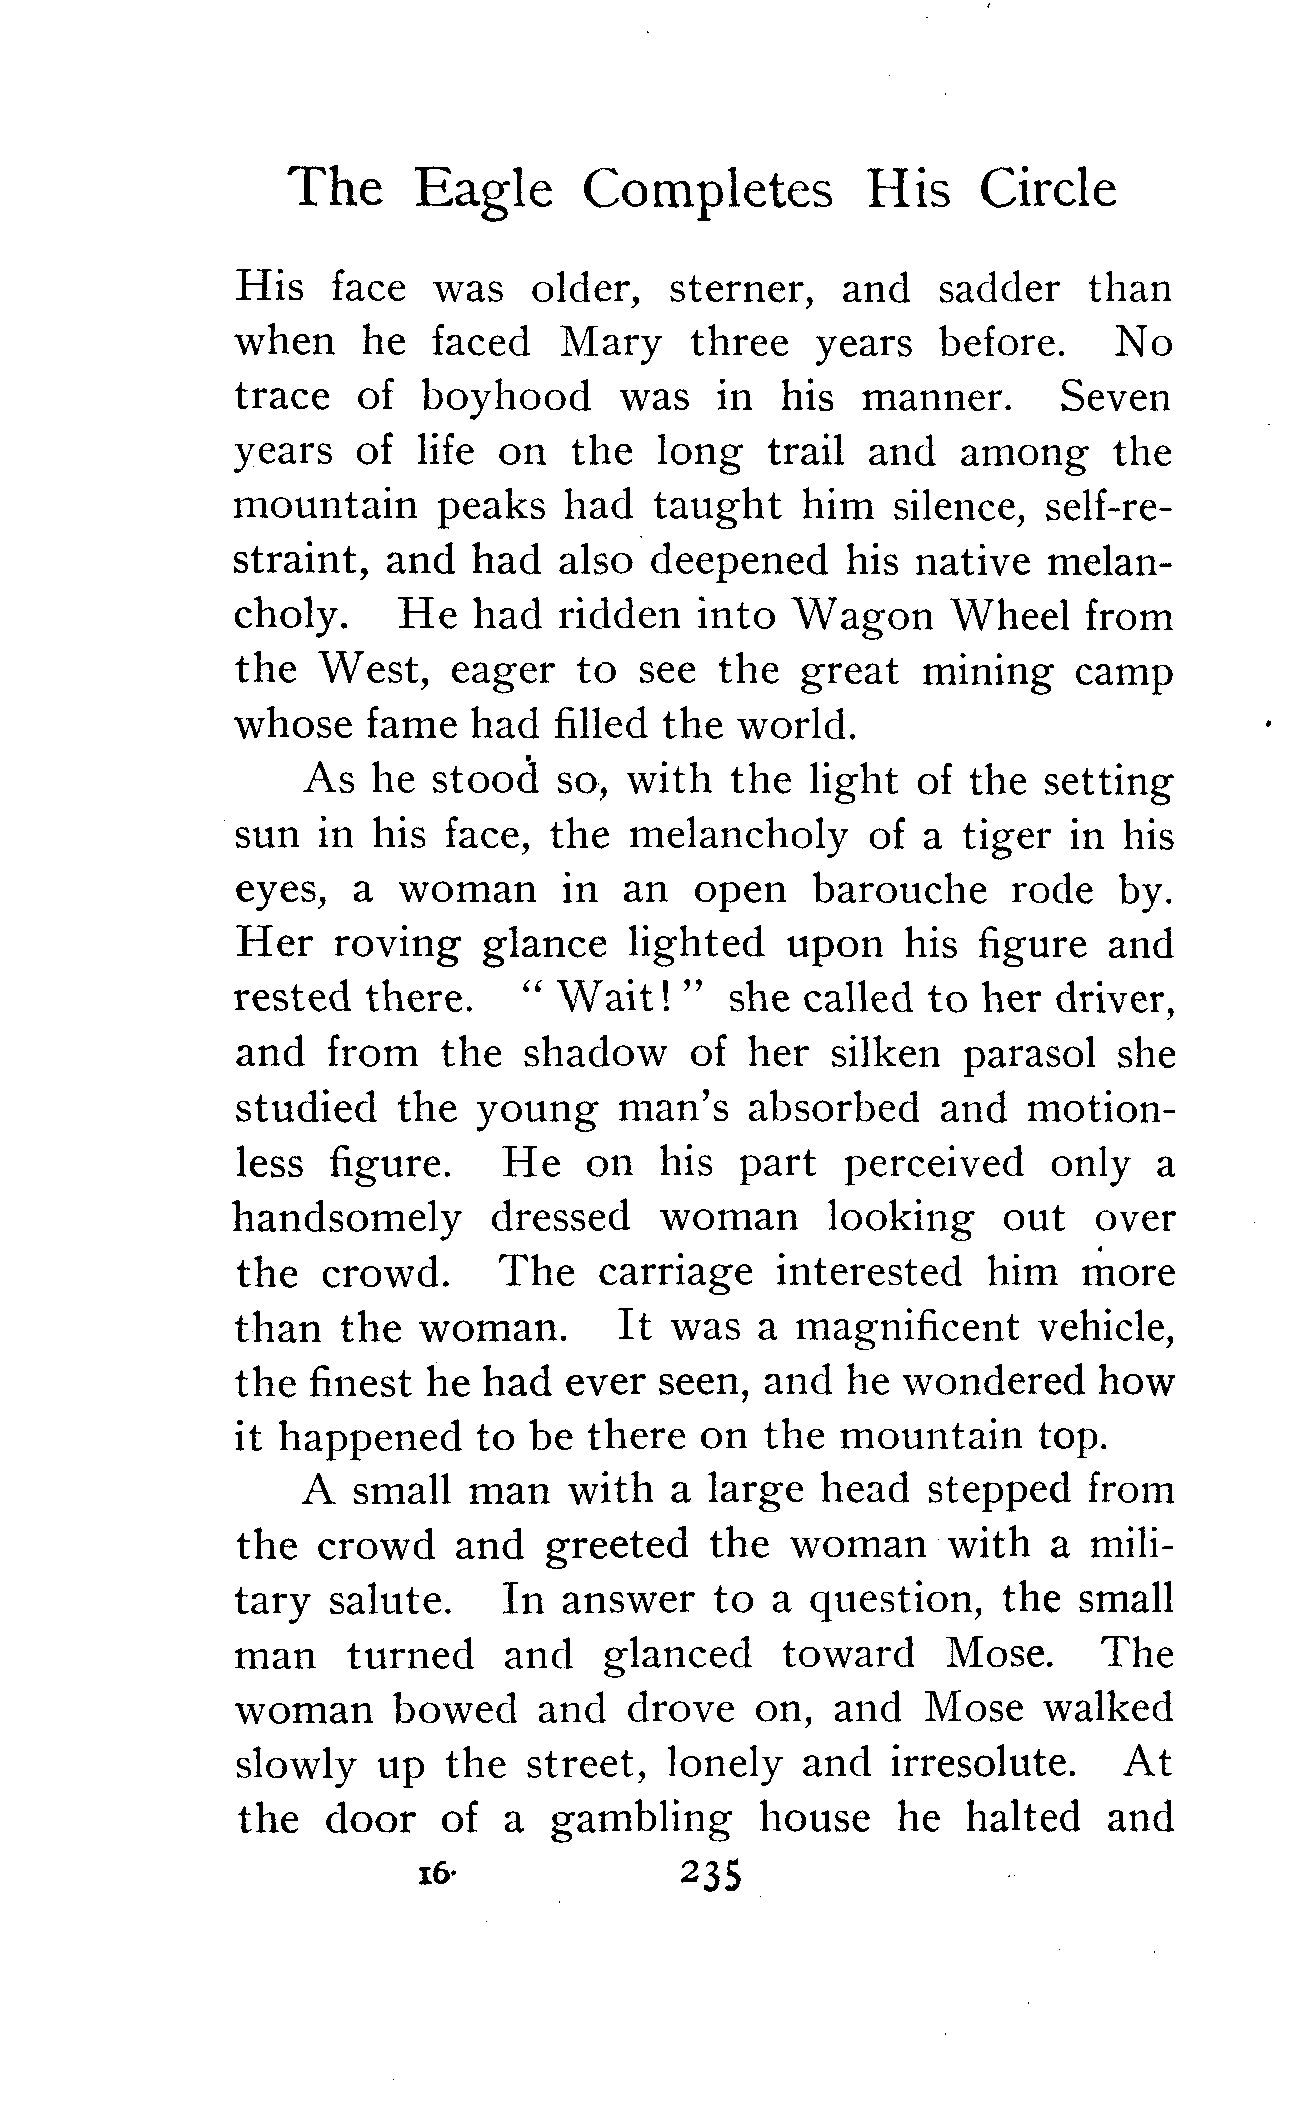 The Eagle Completes His Circle
His face was older, sterner, and sadder than
when he faced Mary three years before. No
trace of boyhood was in his manner. Seven
years of life on the long trail and among the
mountain peaks had taught him silence, self-re-
straint, and had also deepened his native melan-
choly. He had ridden into Wagon Wheel from
the West, eager to see the great mining camp
whose fame had filled the world.
As he stood so, with the light of the setting
sun in his face, the melancholy of a tiger in his
eyes, a woman in an open barouche rode by.
Her roving glance lighted upon his figure and
rested there. " Wait! " she called to her driver,
and from the shadow of her silken parasol she
studied the young man's absorbed and motion-
less figure. He on his part perceived only a
handsomely dressed woman looking out over
the crowd. The carriage interested him more
than the woman. It was a magnificent vehicle,
the finest he had ever seen, and he wondered how
it happened to be there on the mountain top.
A small man with a large head stepped from
the crowd and greeted the woman with a mili-
tary salute. In answer to a question, the small
man turned and glanced toward Mose. The
woman bowed and drove on, and Mose walked
slowly up the street, lonely and irresolute. At
the door of a gambling house he halted and
16. 235